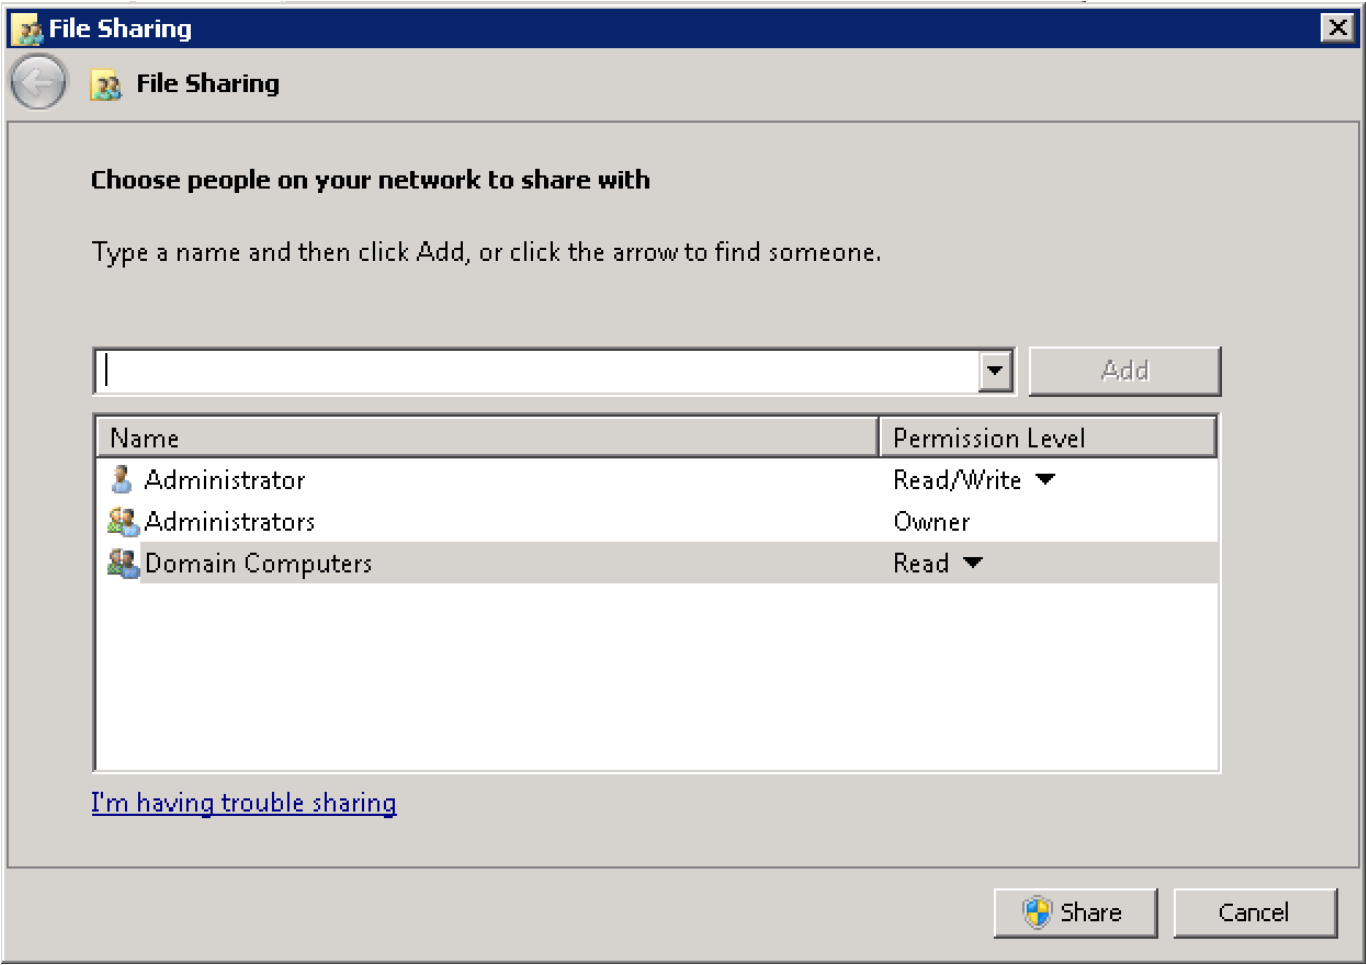 File Sharing
File Sharing
Choose people on your network to share with
Type a name and then click Add, or click the arrow to find someone.
Add
Name Permission Level
Administrator Read/Write
Administrators Owner
Domain Computers Read
I'm having trouble sharing
Share Cancel